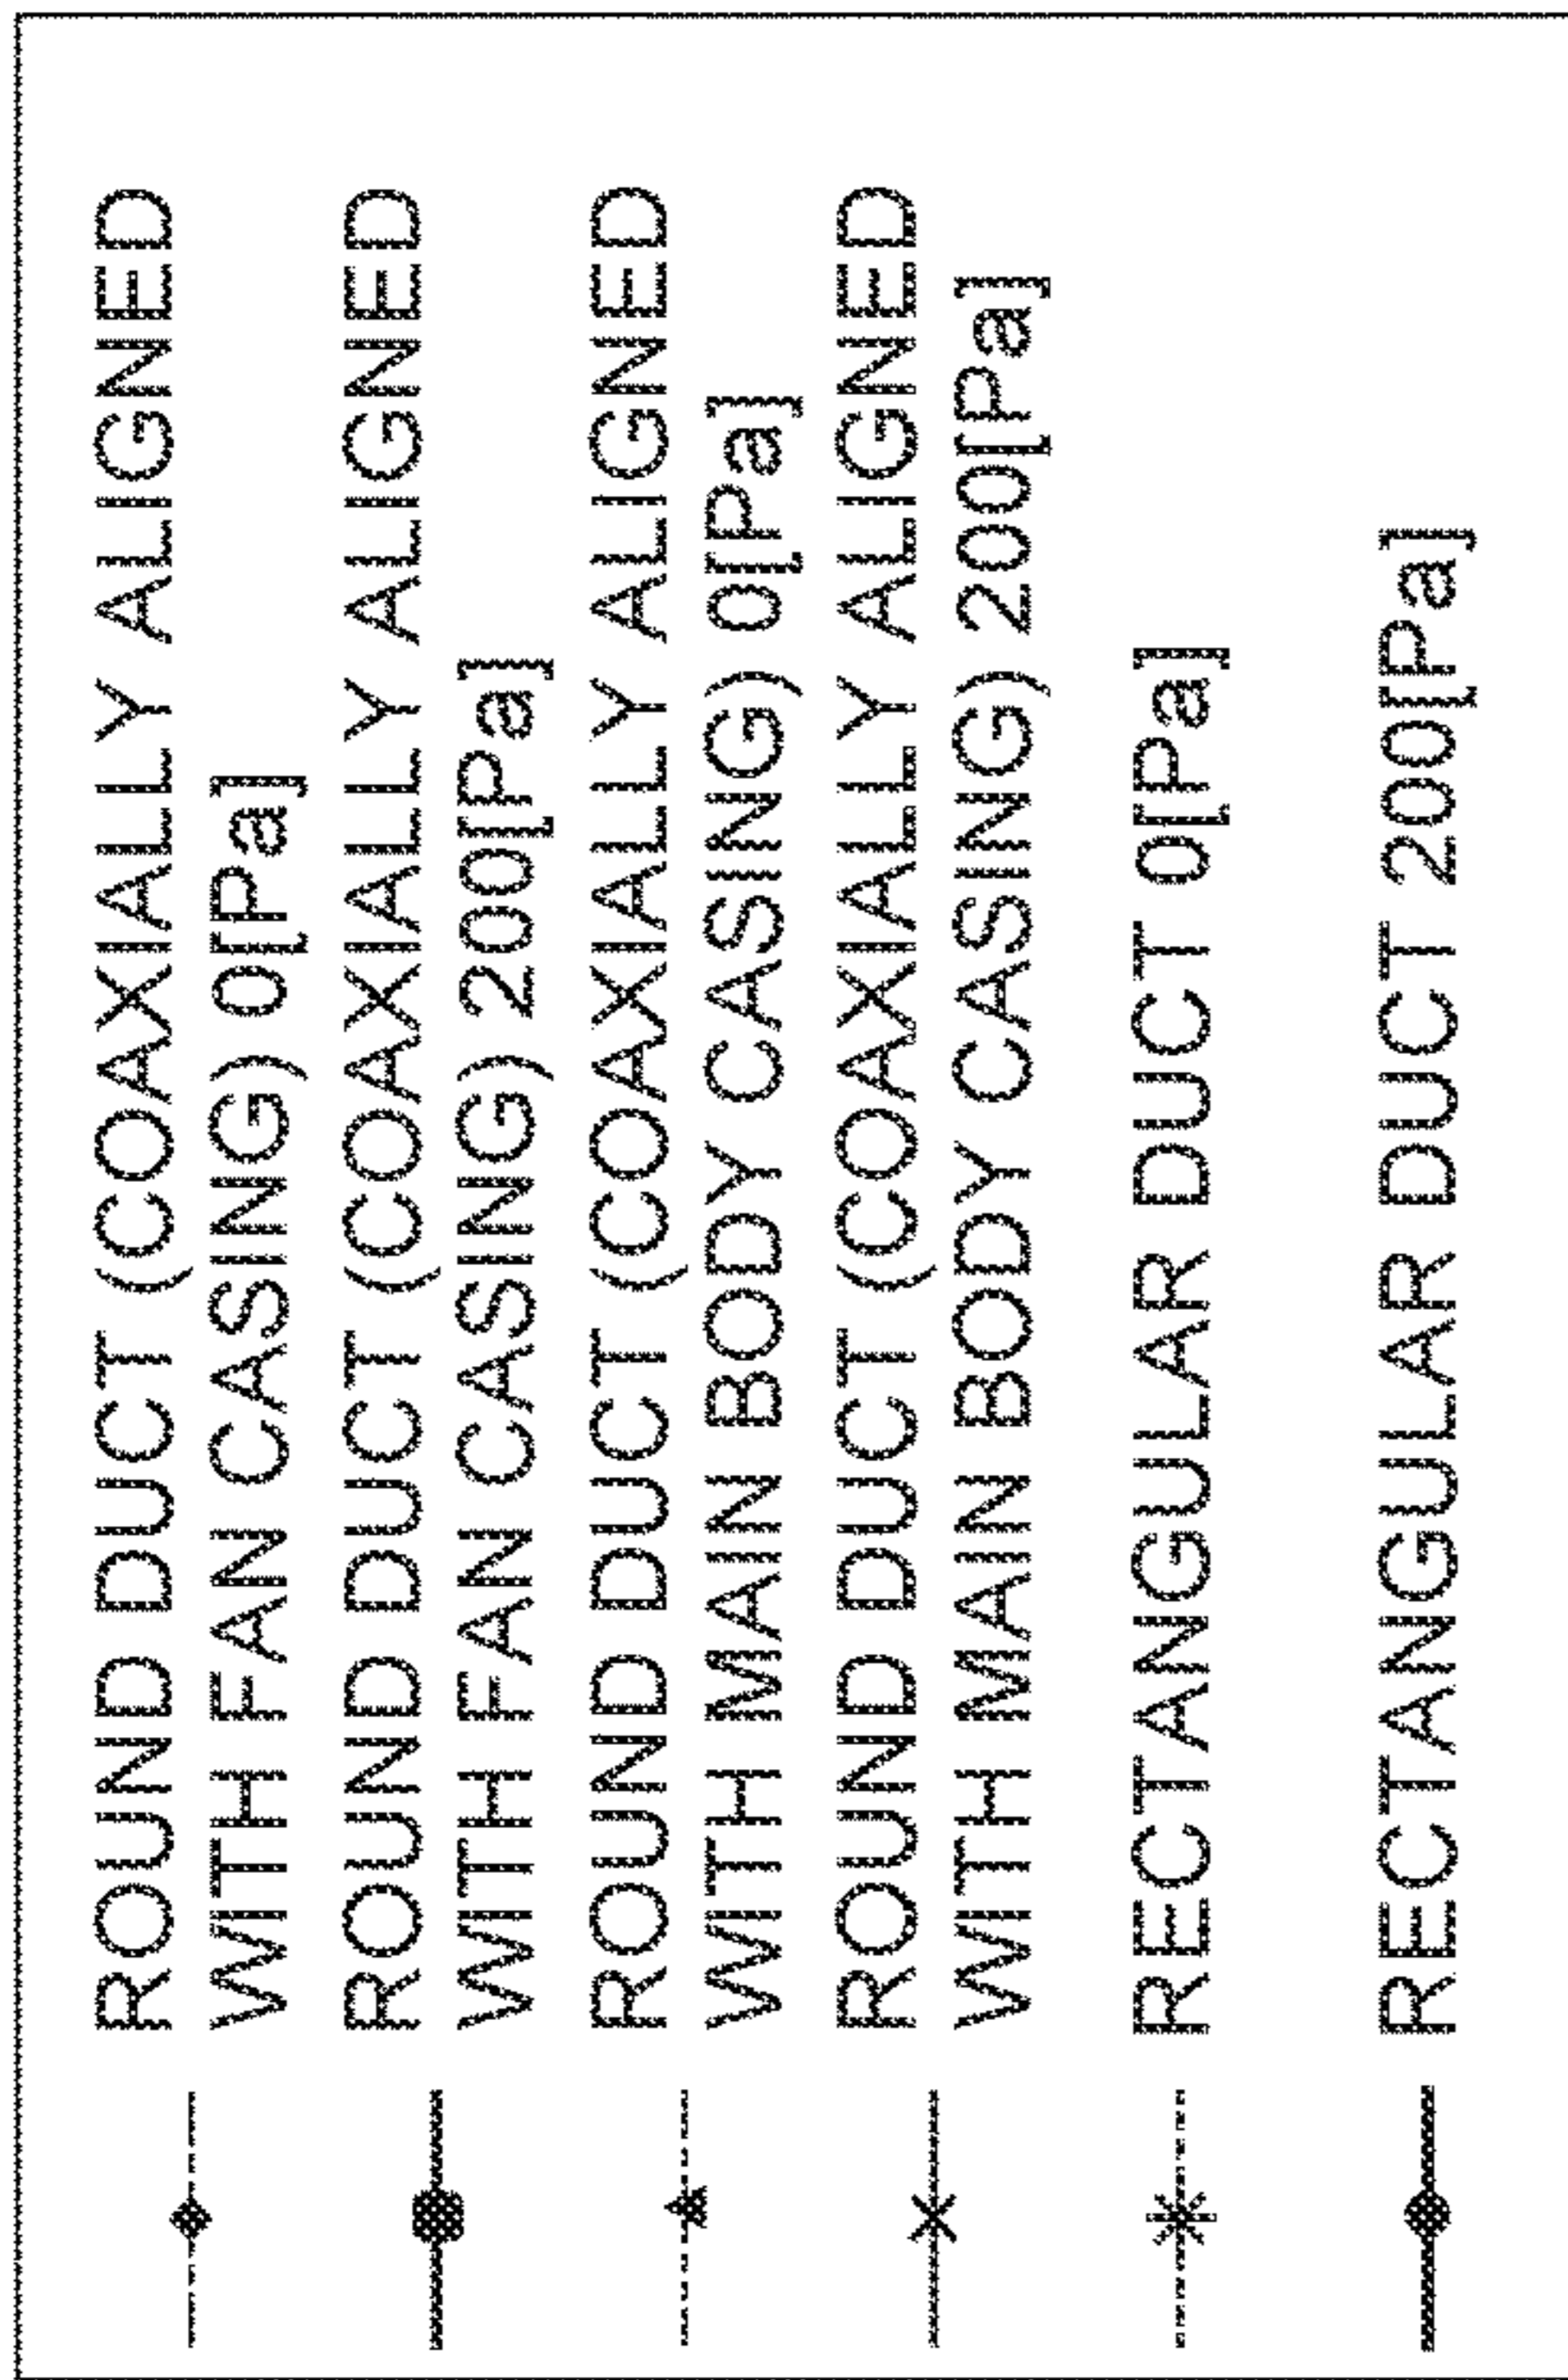 ROUND DUCT (COAXIALLY ALIGNED
WITH FAN CASING) 0[Pa]
ROUND DUCT (COAXIALLY ALIGNED
WITH FAN CASING) 200[Pa]
ROUND DUCT (COAXIALLY ALIGNED
WITH MAIN BODY CASING) 0[Pa]
ROUND DUCT (COAXIALLY ALIGNED
WITH MAIN BODY CASING) 200[Pa]
RECTANGULAR DUCT 0[Pa]
RECTANGULAR DUCT 200[Pa]